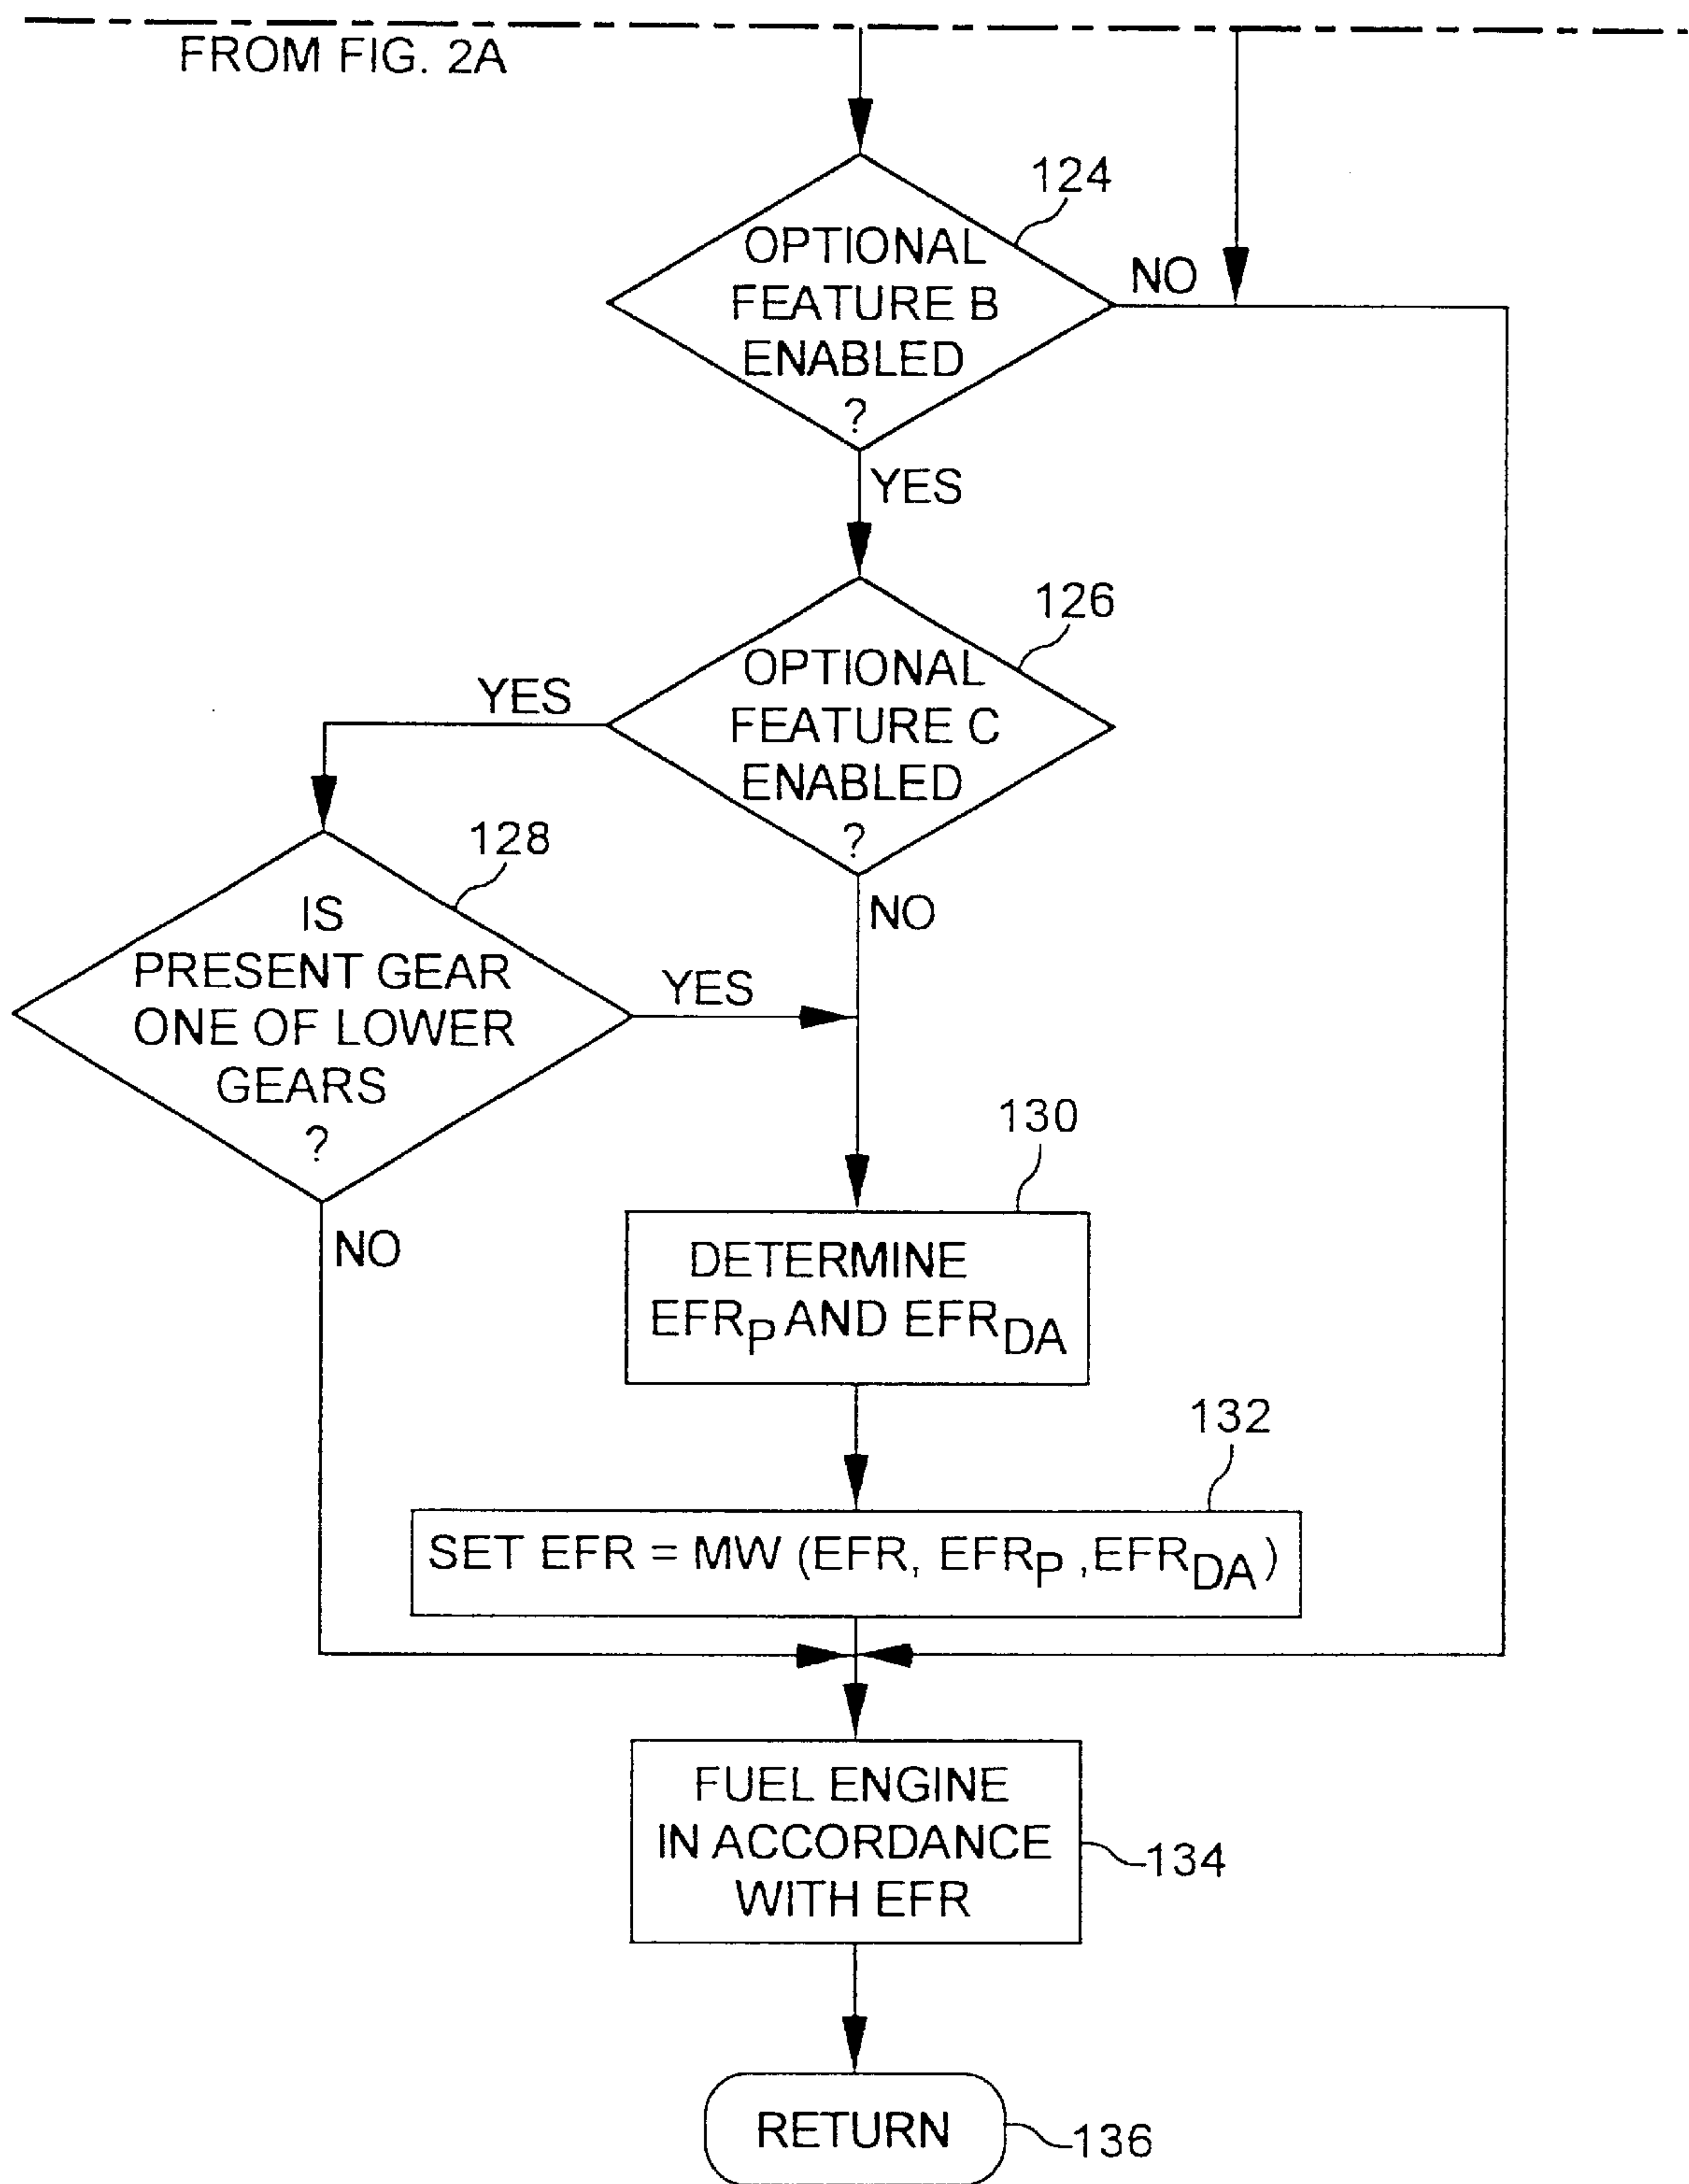 FROM FIG. 2A
124
OPTIONAL
FEATURE B
ENABLED
?
NO
YES
126
OPTIONAL
FEATURE C
ENABLED
?
YES
NO
128
IS
PRESENT GEAR
ONE OF LOWER
GEARS
?
YES
NO
130
DETERMINE
EFRP AND EFRDA
132
SET EFR = MW (EFR, EFRP ,EFRDA)
FUEL ENGINE
IN ACCORDANCE
WITH EFR
134
RETURN
136